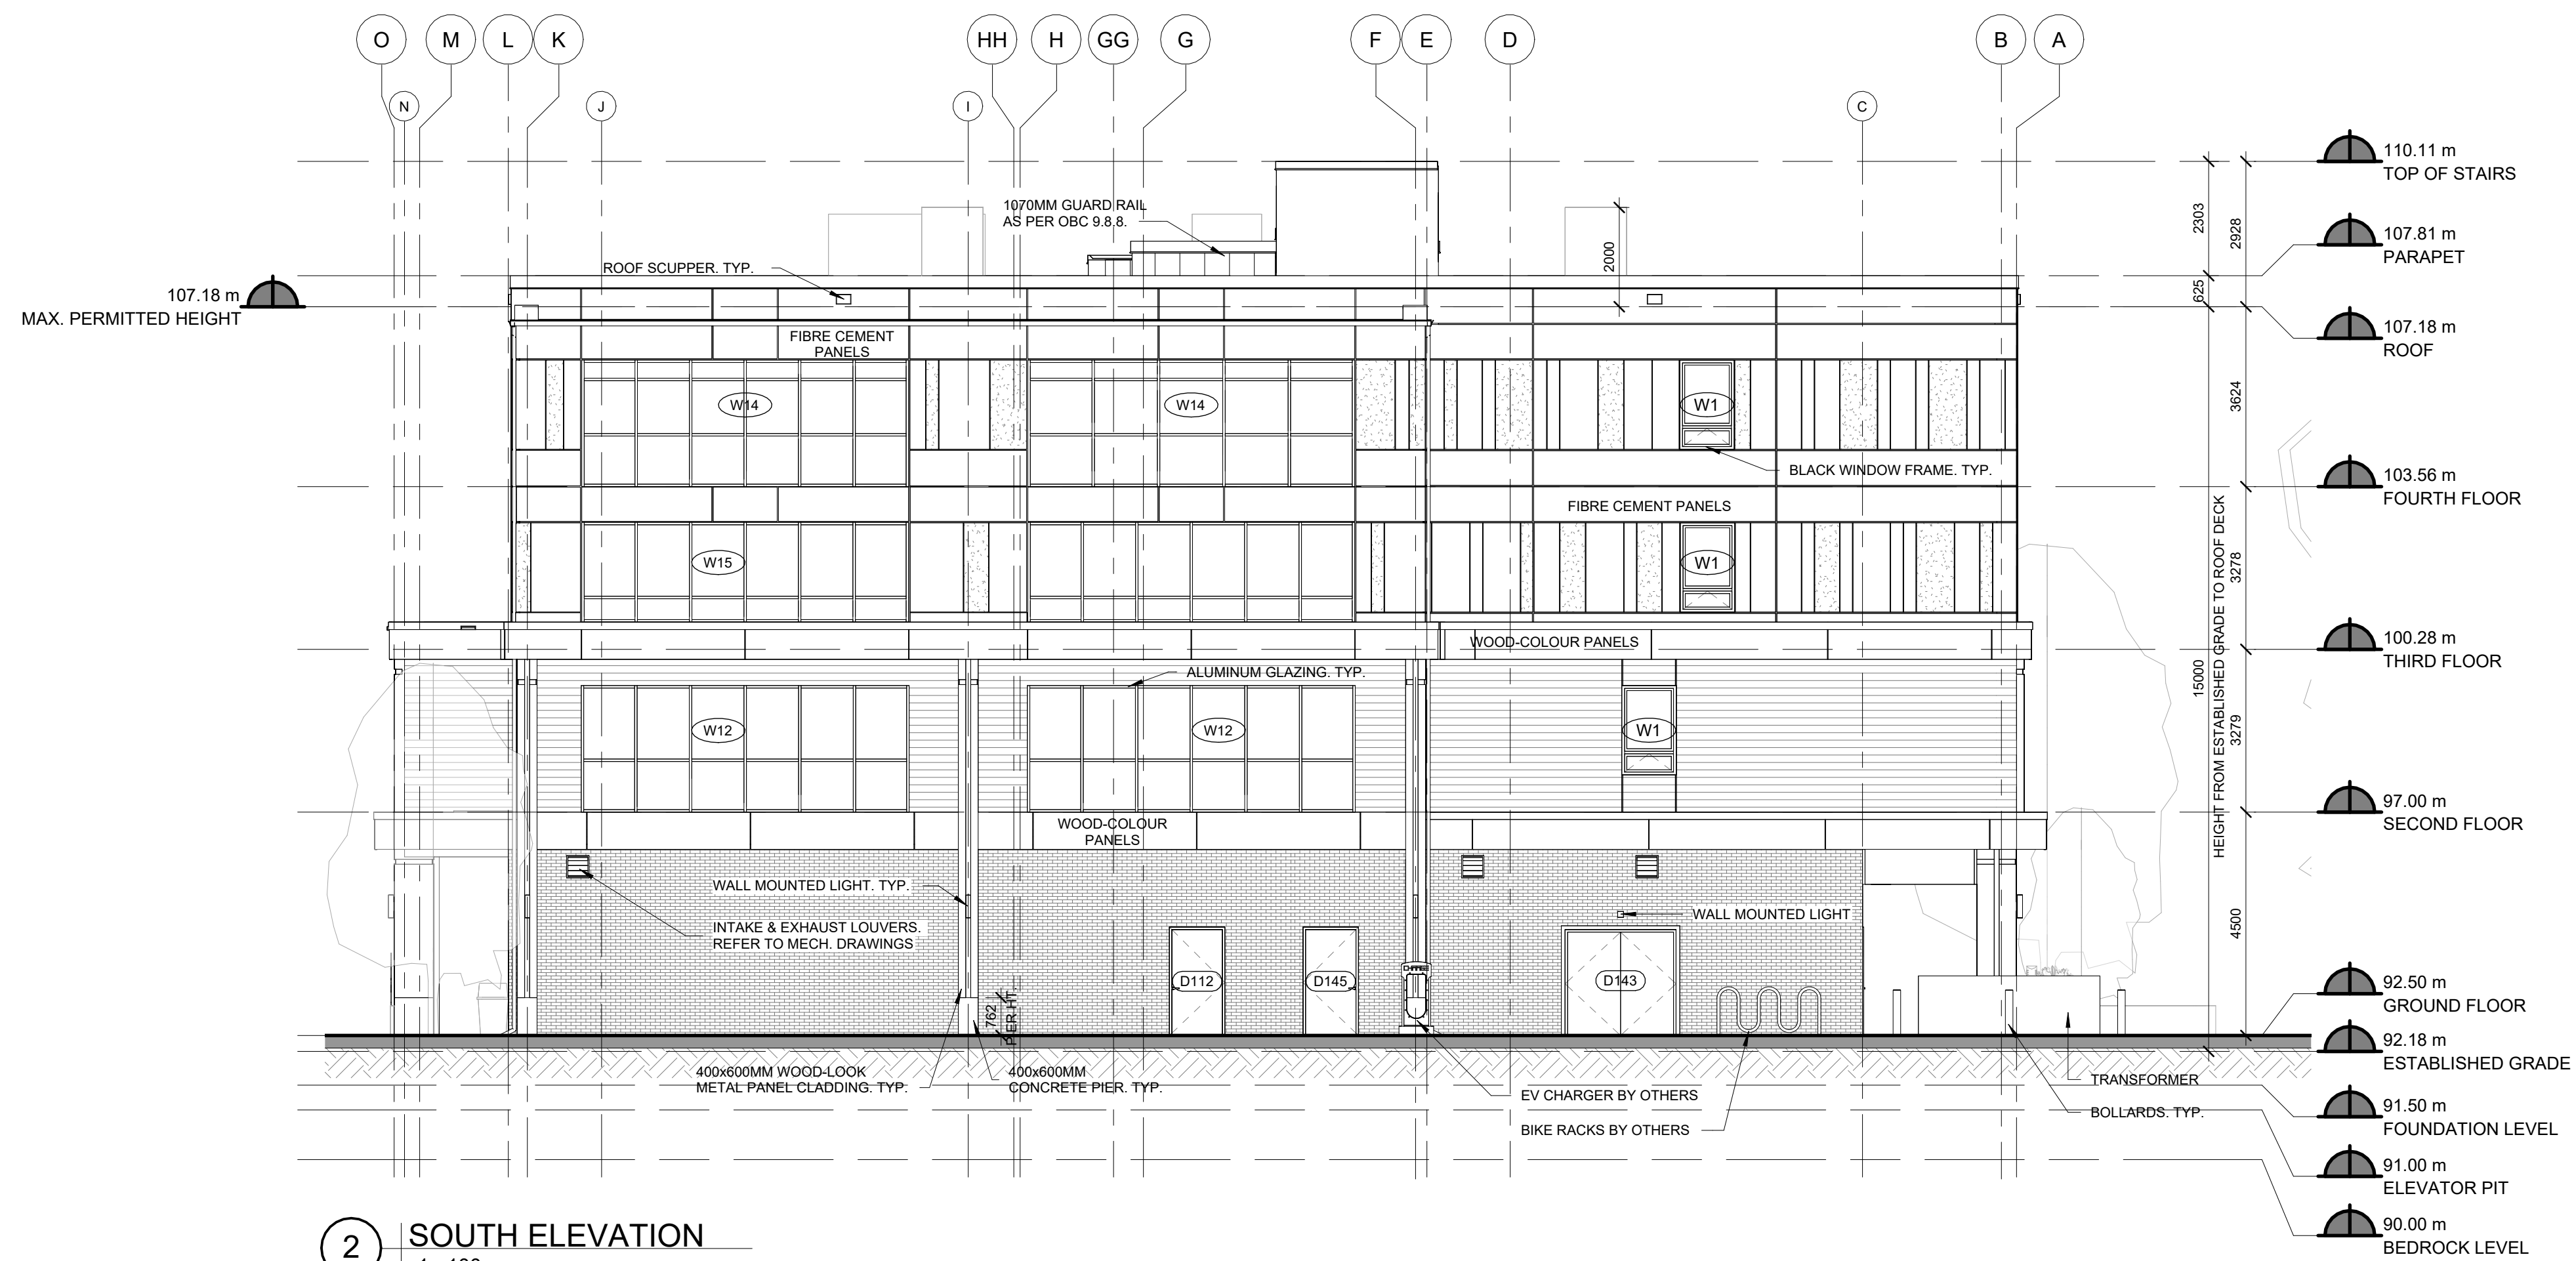 O
M
L
K
HH
H
GG
G
F
E
D
B
A
N
J
I
C
110.11 m
TOP OF STAIRS
2303
2928
1070MM GUARD RAIL
AS PER OBC 9.8.8.
107.81 m
PARAPET
2000
ROOF SCUPPER. TYP.
107.18 m
MAX. PERMITTED HEIGHT
625
107.18 m
ROOF
FIBRE CEMENT
PANELS
W14
W14
W1
3624
BLACK WINDOW FRAME. TYP.
103.56 m
FOURTH FLOOR
FIBRE CEMENT PANELS
W15
W1
3278
HEIGHT FROM ESTABLISHED GRADE TO ROOF DECK
15000
WOOD-COLOUR PANELS
100.28 m
THIRD FLOOR
ALUMINUM GLAZING. TYP.
W12
W12
W1
3279
97.00 m
SECOND FLOOR
WOOD-COLOUR
PANELS
WALL MOUNTED LIGHT. TYP.
INTAKE & EXHAUST LOUVERS.
REFER TO MECH. DRAWINGS
WALL MOUNTED LIGHT
4500
D112
D145
D143
762
PIER HT.
92.50 m
GROUND FLOOR
92.18 m
ESTABLISHED GRADE
400x600MM WOOD-LOOK
METAL PANEL CLADDING. TYP.
400x600MM
CONCRETE PIER. TYP.
EV CHARGER BY OTHERS
BIKE RACKS BY OTHERS
TRANSFORMER
BOLLARDS. TYP.
91.50 m
FOUNDATION LEVEL
91.00 m
ELEVATOR PIT
90.00 m
BEDROCK LEVEL
2
SOUTH ELEVATION